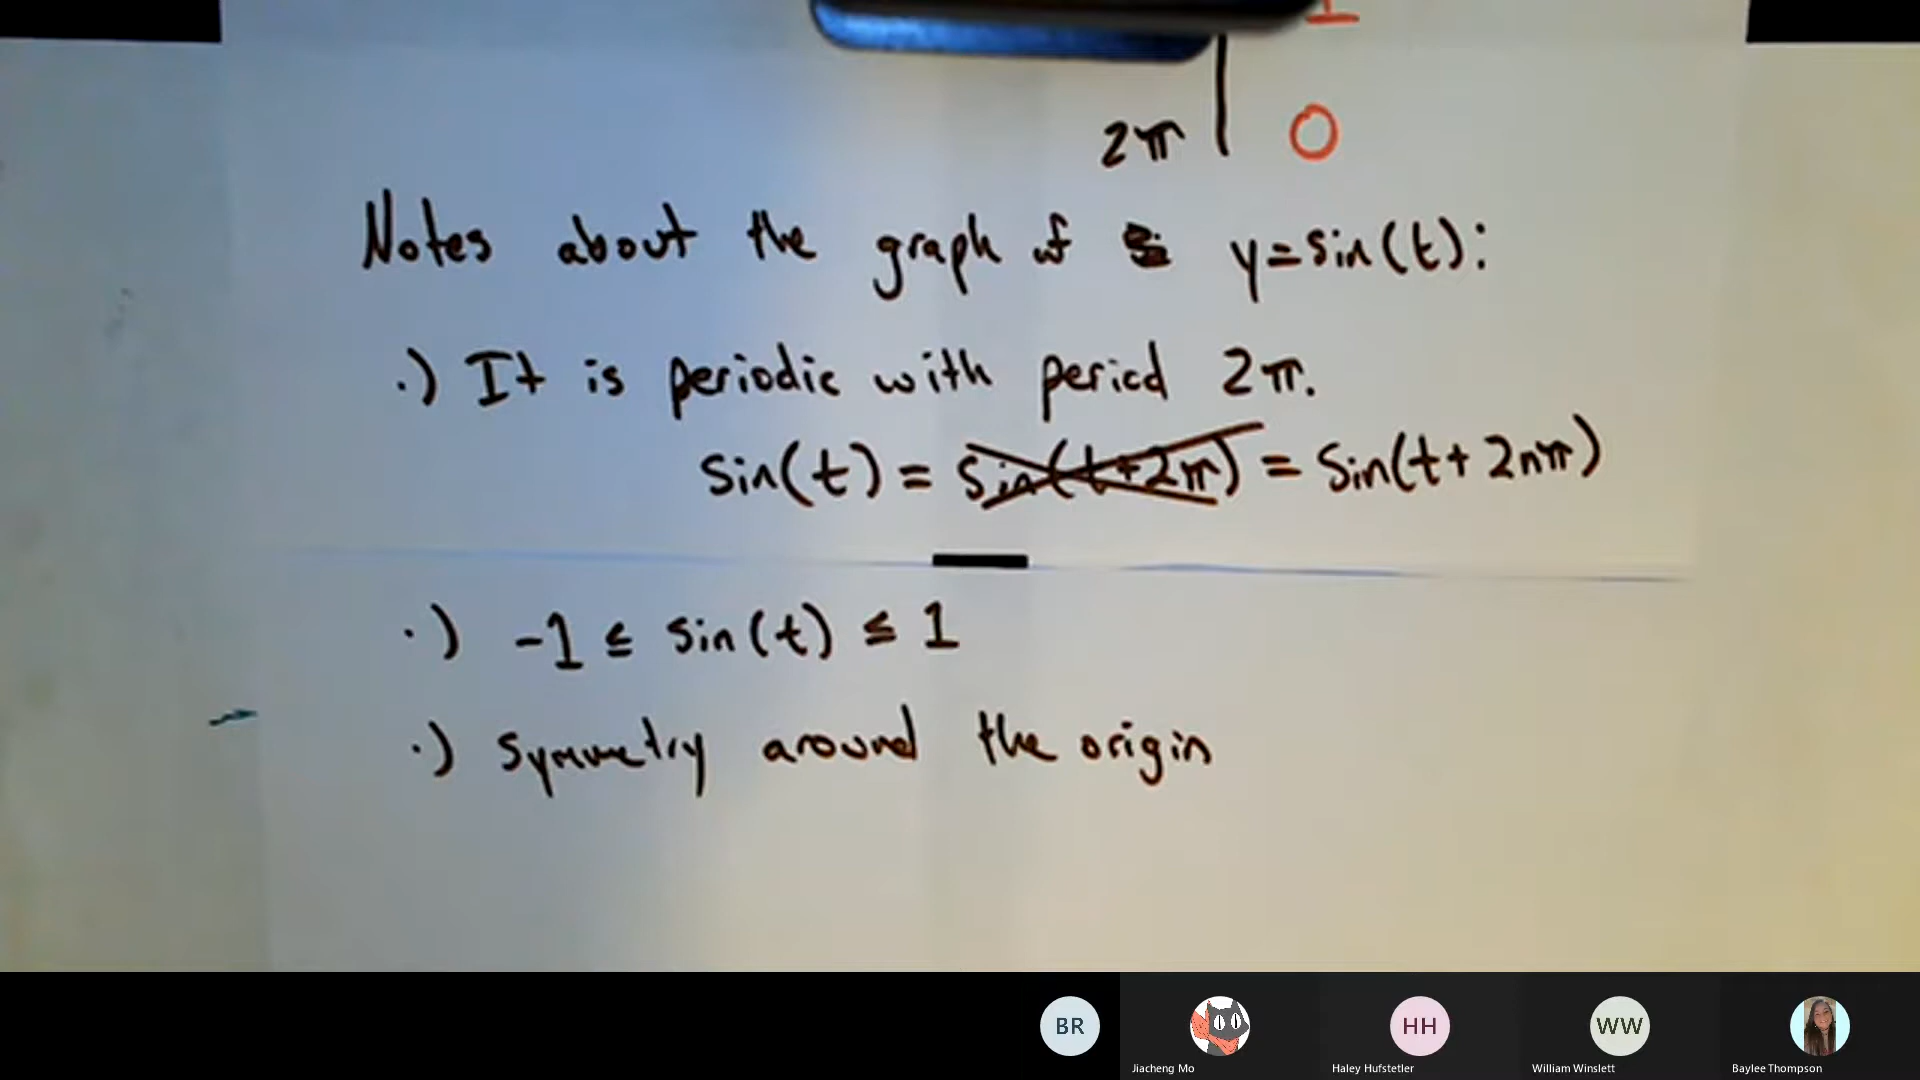 1
2π | 0
Notes about the graph of y=sin(t):
·) It is periodic with period 2π.
sin(t) = sin(t+2π) = sin(t+2nπ)
·) -1 ≤ sin(t) ≤ 1
·) Symmetry around the origin
BR HH WW
Jiacheng Mo Haley Hufstetler William Winslett Baylee Thompson